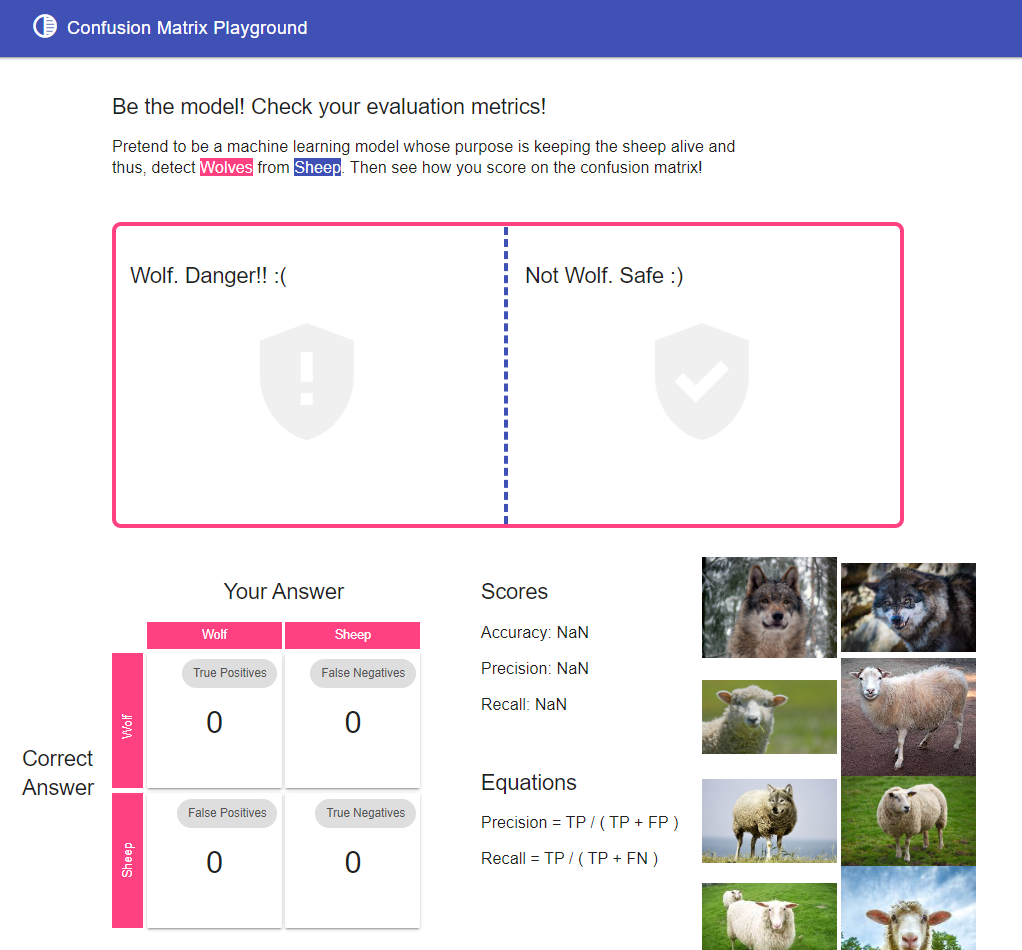 Confusion Matrix Playground
Be the model! Check your evaluation metrics!
Pretend to be a machine learning model whose purpose is keeping the sheep alive and
thus, detect Wolves from Sheep. Then see how you score on the confusion matrix!
Wolf. Danger!! :(
Not Wolf. Safe :)
Your Answer
Wolf
Sheep
Correct
Answer
Wolf
True Positives
0
False Negatives
0
Sheep
False Positives
0
True Negatives
0
Scores
Accuracy: NaN
Precision: NaN
Recall: NaN
Equations
Precision = TP / ( TP + FP )
Recall = TP / ( TP + FN )